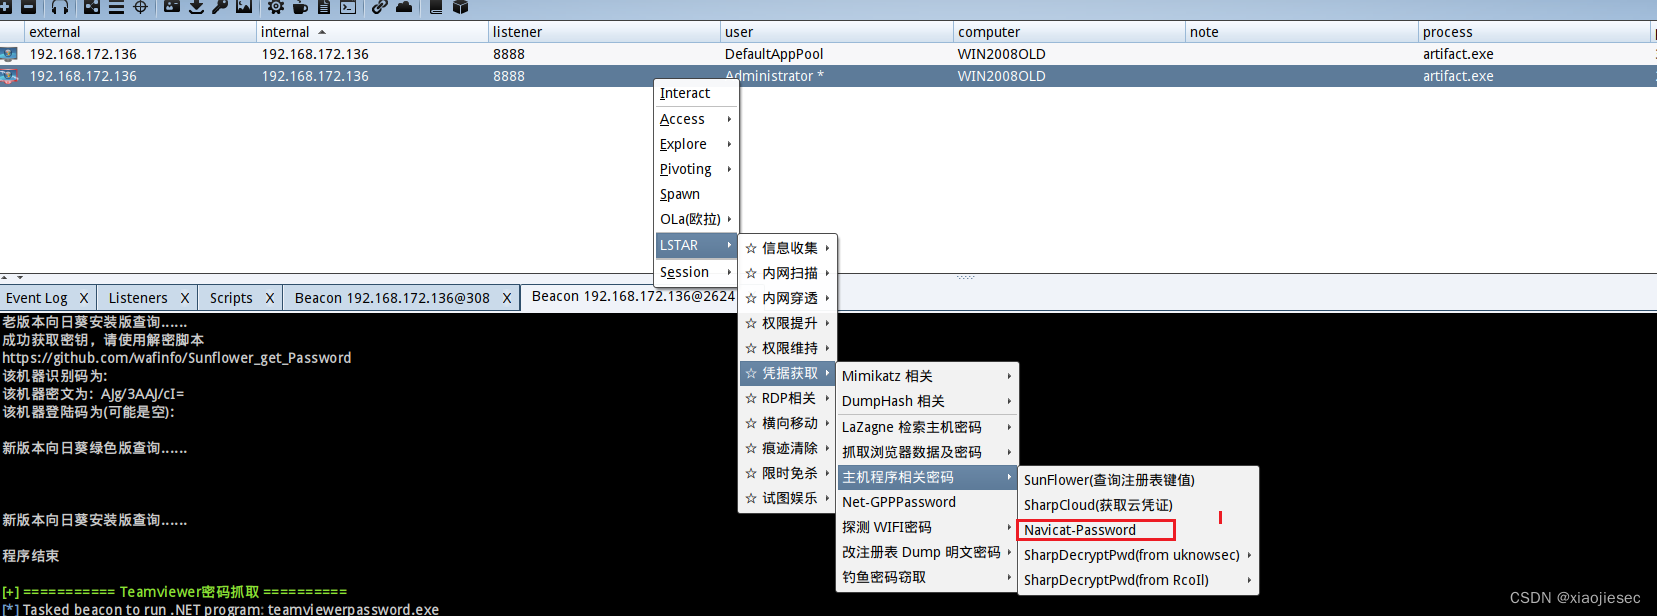 external internal listener user computer note process
192.168.172.136 192.168.172.136 8888 DefaultAppPool WIN2008OLD artifact.exe
192.168.172.136 192.168.172.136 8888 Administrator * WIN2008OLD artifact.exe
Interact
Access
Explore
Pivoting
Spawn
OLa(欧拉)
LSTAR
Session
☆ 信息收集
☆ 内网扫描
☆ 内网穿透
☆ 权限提升
☆ 权限维持
☆ 凭据获取
☆ RDP相关
☆ 横向移动
☆ 痕迹清除
☆ 限时免杀
☆ 试图娱乐
Mimikatz 相关
DumpHash 相关
LaZagne 检索主机密码
抓取浏览器数据及密码
主机程序相关密码
Net-GPPPassword
探测 WIFI密码
改注册表 Dump 明文密码
钓鱼密码窃取
SunFlower(查询注册表键值)
SharpCloud(获取云凭证)
Navicat-Password
SharpDecryptPwd(from uknowsec)
SharpDecryptPwd(from RcoIl)
Event Log X Listeners X Scripts X Beacon 192.168.172.136@308 X Beacon 192.168.172.136@2624
老版本向日葵安装版查询......
成功获取密钥，请使用解密脚本
https://github.com/wafinfo/Sunflower_get_Password
该机器识别码为:
该机器密文为: AJg/3AAJ/cI=
该机器登陆码为(可能是空):
新版本向日葵绿色版查询......
新版本向日葵安装版查询......
程序结束
[+] =========== Teamviewer密码抓取 ==========
[*] Tasked beacon to run .NET program: teamviewerpassword.exe
CSDN @xiaojiesec